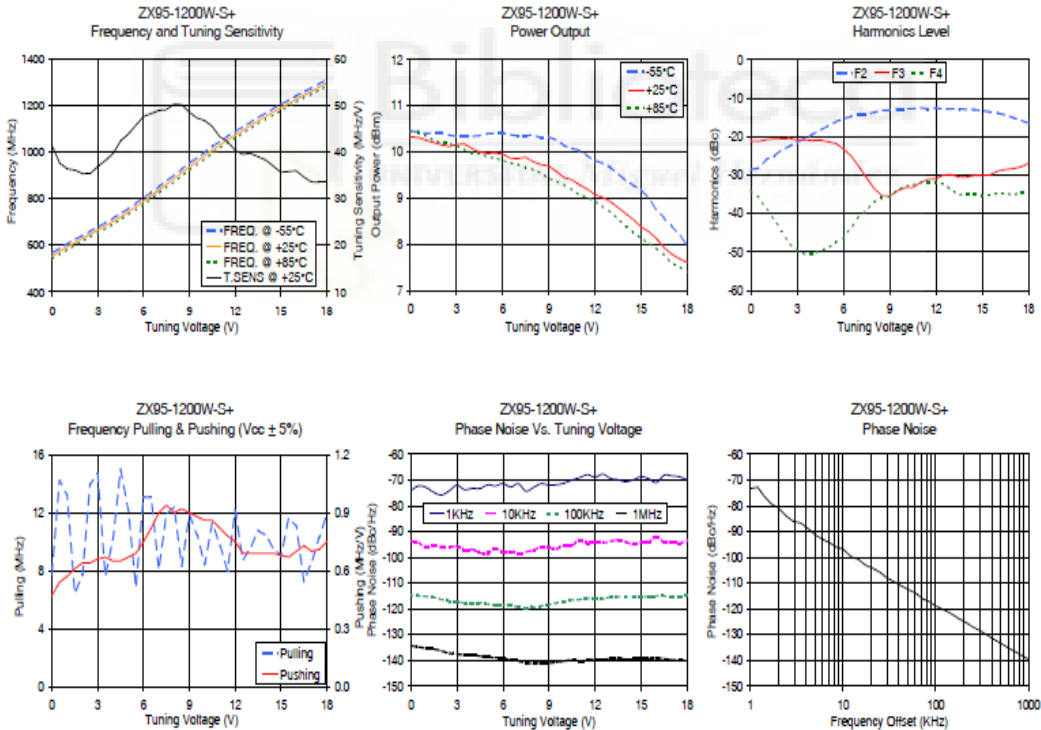 ZX95-1200W-S+
Frequency and Tuning Sensitivity
1400
1200
1000
800
600
400
60
50
40
30
20
10
Frequency (MHz)
Tuning Sensitivity (MHz/V)
FREQ. @ -55°C
FREQ. @ +25°C
FREQ. @ +85°C
T.SENS @ +25°C
0 3 6 9 12 15 18
Tuning Voltage (V)
ZX95-1200W-S+
Power Output
12
11
10
9
8
7
Output Power (dBm)
-55°C
+25°C
+85°C
0 3 6 9 12 15 18
Tuning Voltage (V)
ZX95-1200W-S+
Harmonics Level
0
-10
-20
-30
-40
-50
-60
Harmonics (dBc)
F2 F3 F4
0 3 6 9 12 15 18
Tuning Voltage (V)
Biblioteca
ZX95-1200W-S+
Frequency Pulling & Pushing (Vcc ± 5%)
16
12
8
4
0
1.2
0.9
0.6
0.3
0.0
Pulling (MHz)
Pushing (MHz/V)
Pulling
Pushing
0 3 6 9 12 15 18
Tuning Voltage (V)
ZX95-1200W-S+
Phase Noise Vs. Tuning Voltage
-60
-70
-80
-90
-100
-110
-120
-130
-140
-150
Phase Noise (dBc/Hz)
1KHz 10KHz 100KHz 1MHz
0 3 6 9 12 15 18
Tuning Voltage (V)
ZX95-1200W-S+
Phase Noise
-60
-70
-80
-90
-100
-110
-120
-130
-140
-150
Phase Noise (dBc/Hz)
1 10 100 1000
Frequency Offset (KHz)